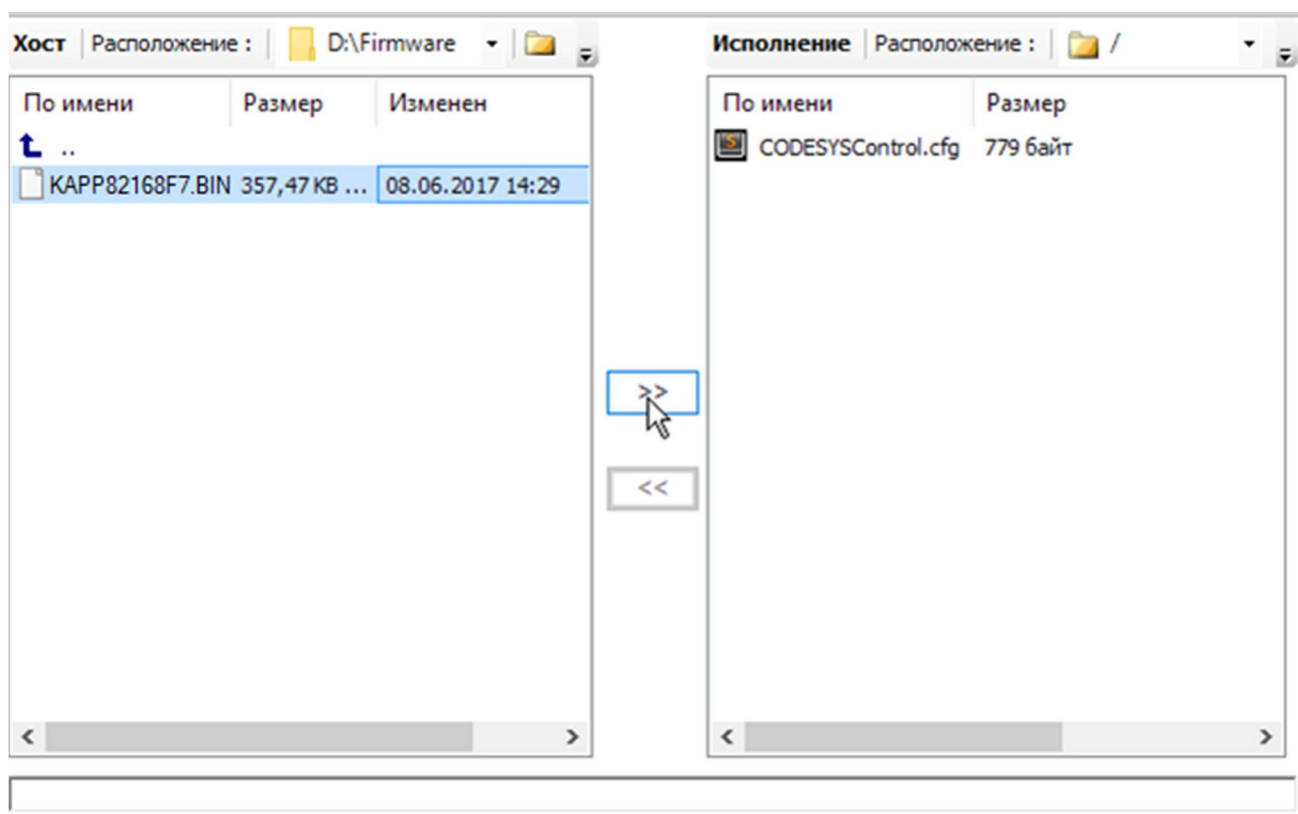 Хост Расположение : D:\Firmware
По имени Размер Изменен
..
KAPP82168F7.BIN 357,47 KB ... 08.06.2017 14:29
>>
<<
Исполнение Расположение : /
По имени Размер
CODESYSControl.cfg 779 байт